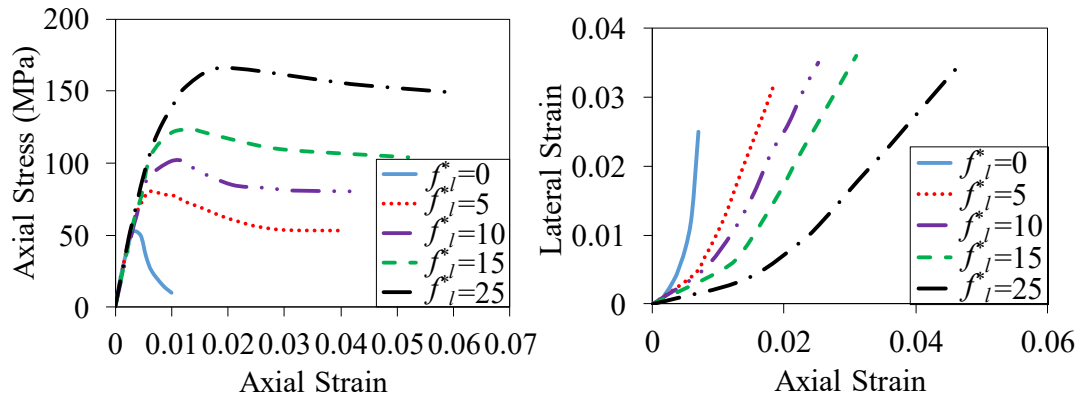 Axial Stress (MPa)
200
150
100
50
0
0 0.01 0.02 0.03 0.04 0.05 0.06 0.07
Axial Strain
f*l=0
f*l=5
f*l=10
f*l=15
f*l=25
Lateral Strain
0.04
0.03
0.02
0.01
0
0 0.02 0.04 0.06
Axial Strain
f*l=0
f*l=5
f*l=10
f*l=15
f*l=25